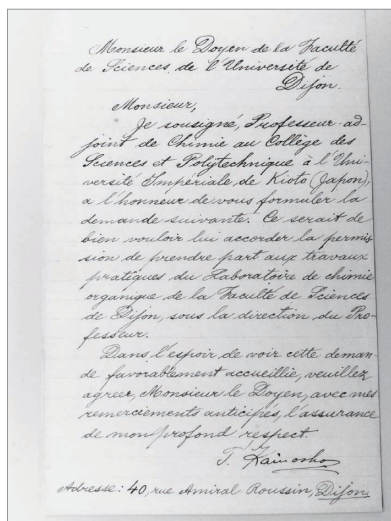 Monsieur le Doyen de la Faculté
de Sciences, de l'Université de
Dijon.
Monsieur,
Je sousigné, Professeur-ad-
joint de Chimie au Collège des
Sciences et Polytechnique à l'Uni-
versité Impériale, de Kioto (Japon),
a l'honneur de vous formuler la
demande suivante. Ce serait de
bien vouloir lui accorder la permis
sion de prendre part aux travaux
pratiques du Laboratoire de chimie
organique de la Faculté de Sciences
de Dijon, sous la direction du Pro-
fesseur.
Dans l'espoir de voir cette deman-
de favorablement accueillie, veuillez
agreer, Monsieur le Doyen, avec mes
remerciements anticipés, l'assurance
de mon profond respect.
T.
Adresse: 40, rue Amiral Roussin, Dijon